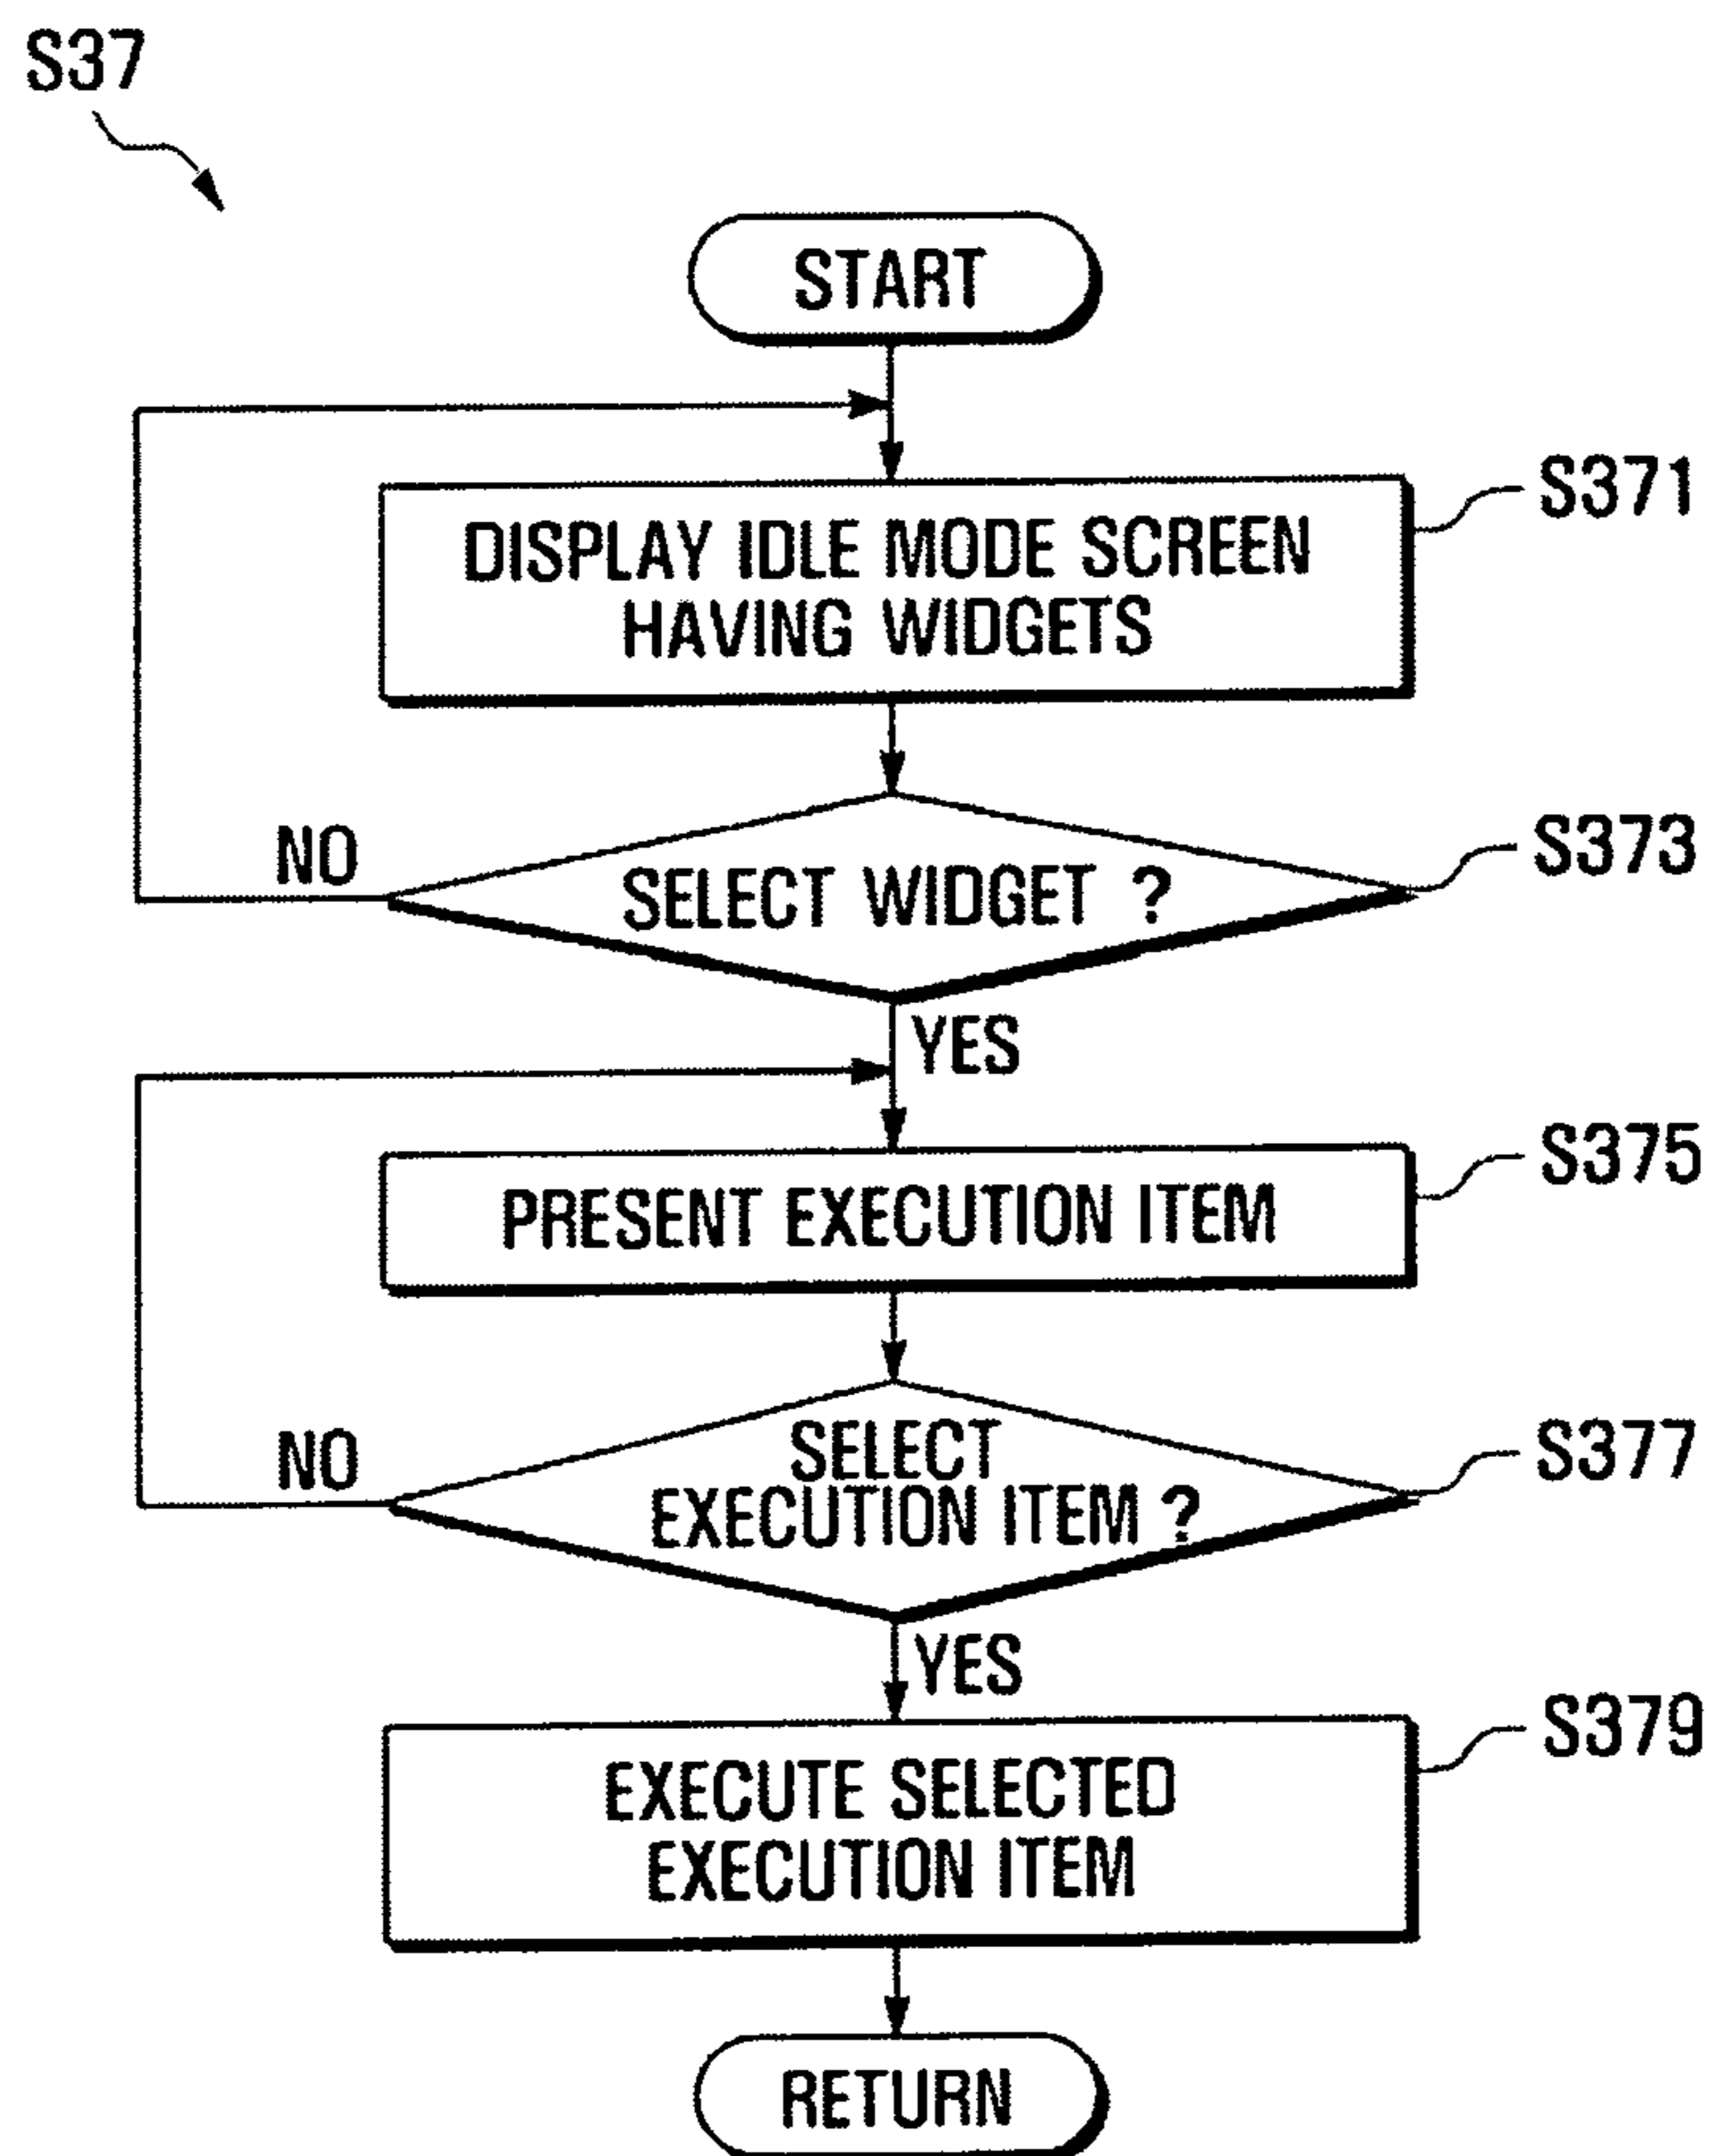 S37
START
DISPLAY IDLE MODE SCREEN
HAVING WIDGETS
S371
NO
SELECT WIDGET ?
S373
YES
PRESENT EXECUTION ITEM
S375
NO
SELECT
EXECUTION ITEM ?
S377
YES
EXECUTE SELECTED
EXECUTION ITEM
S379
RETURN